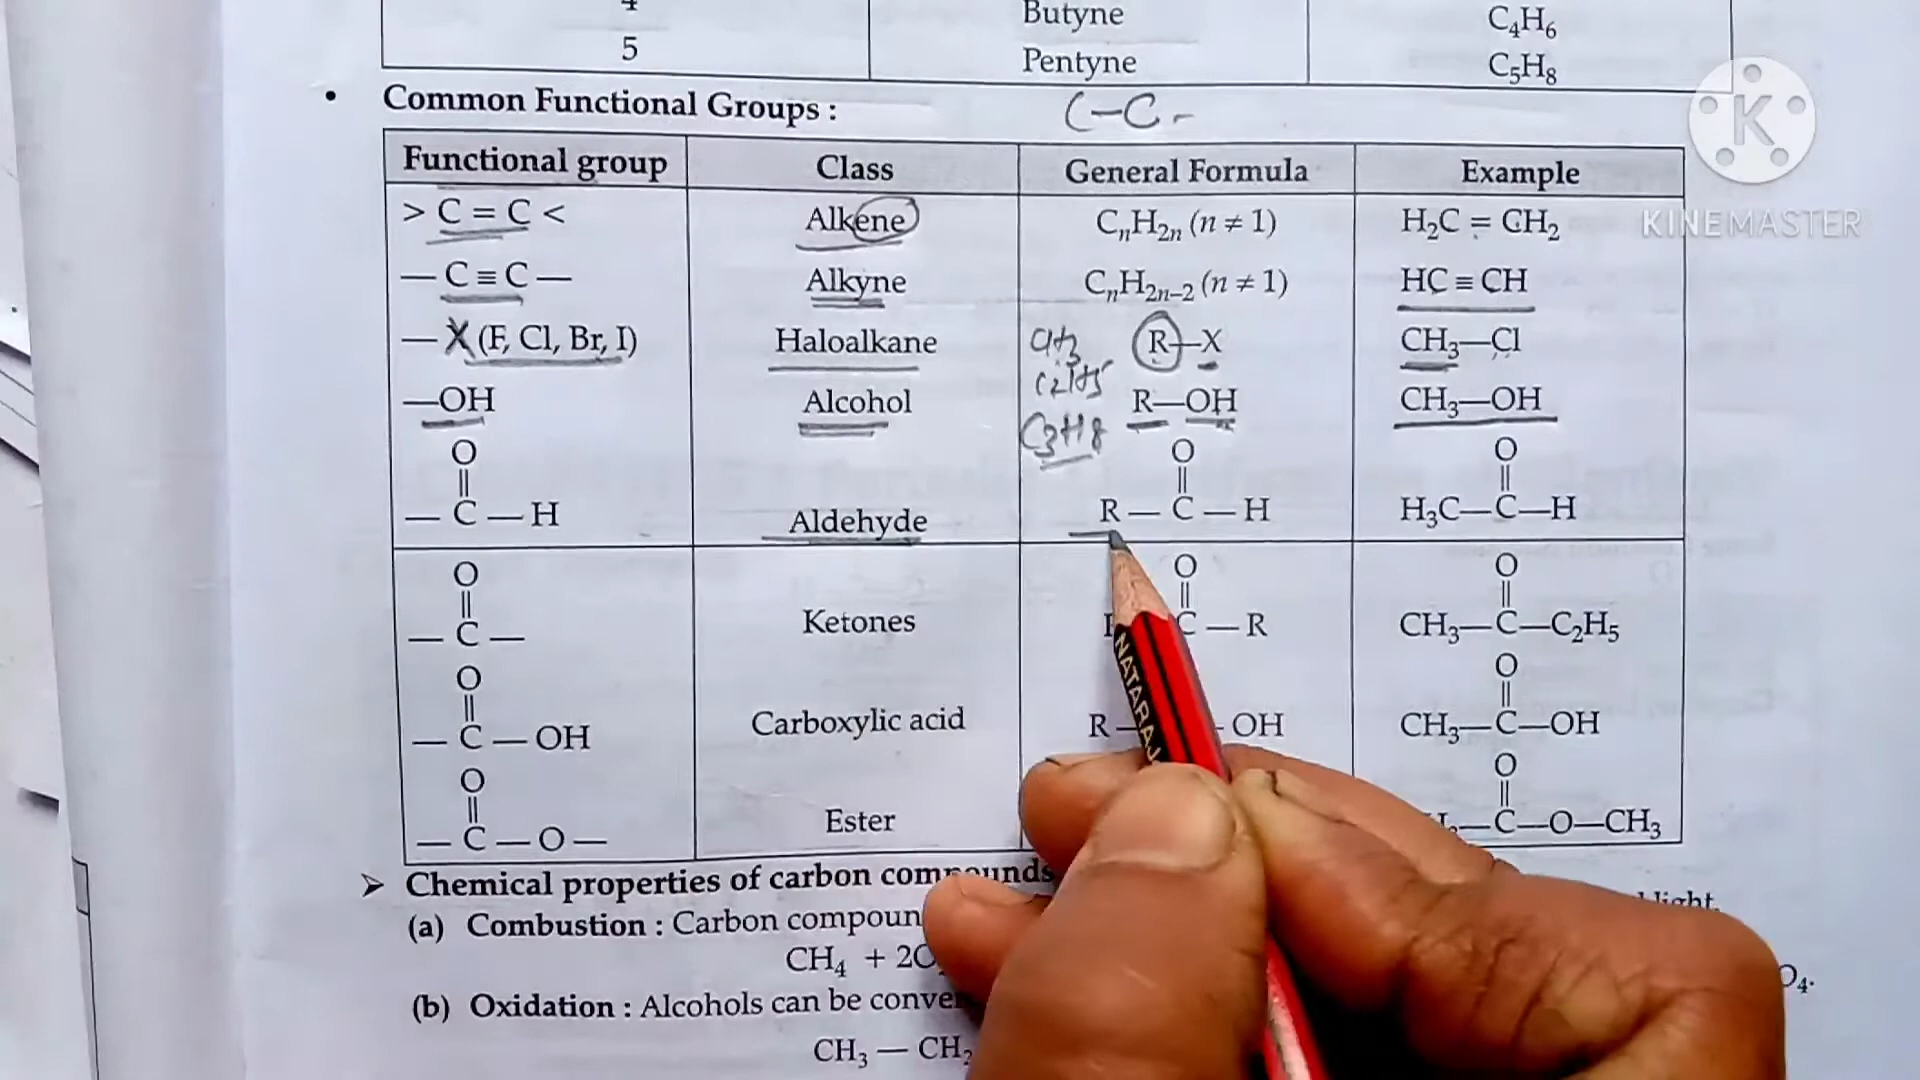 4 Butyne C₄H₆
5 Pentyne C₅H₈
• Common Functional Groups : C–C–
Functional group Class General Formula Example
> C = C < Alkene CₙH₂ₙ (n ≠ 1) H₂C = CH₂
— C ≡ C — Alkyne CₙH₂ₙ₋₂ (n ≠ 1) HC ≡ CH
— X (F, Cl, Br, I) Haloalkane CH₃ R—X CH₃—Cl
C₂H₅
—OH Alcohol R—OH CH₃—OH
C₃H₈
O O O
|| || ||
— C — H Aldehyde R — C — H H₃C—C—H
O O O
|| || ||
— C — Ketones C — R CH₃—C—C₂H₅
O O
|| ||
— C — OH Carboxylic acid R — OH CH₃—C—OH
O O
|| ||
— C — O — Ester —C—O—CH₃
➢ Chemical properties of carbon compounds
(a) Combustion : Carbon light.
CH₄ + 2O
(b) Oxidation : Alcohols can be O₄.
CH₃ — CH₂
K
KINEMASTER
NATARAJ